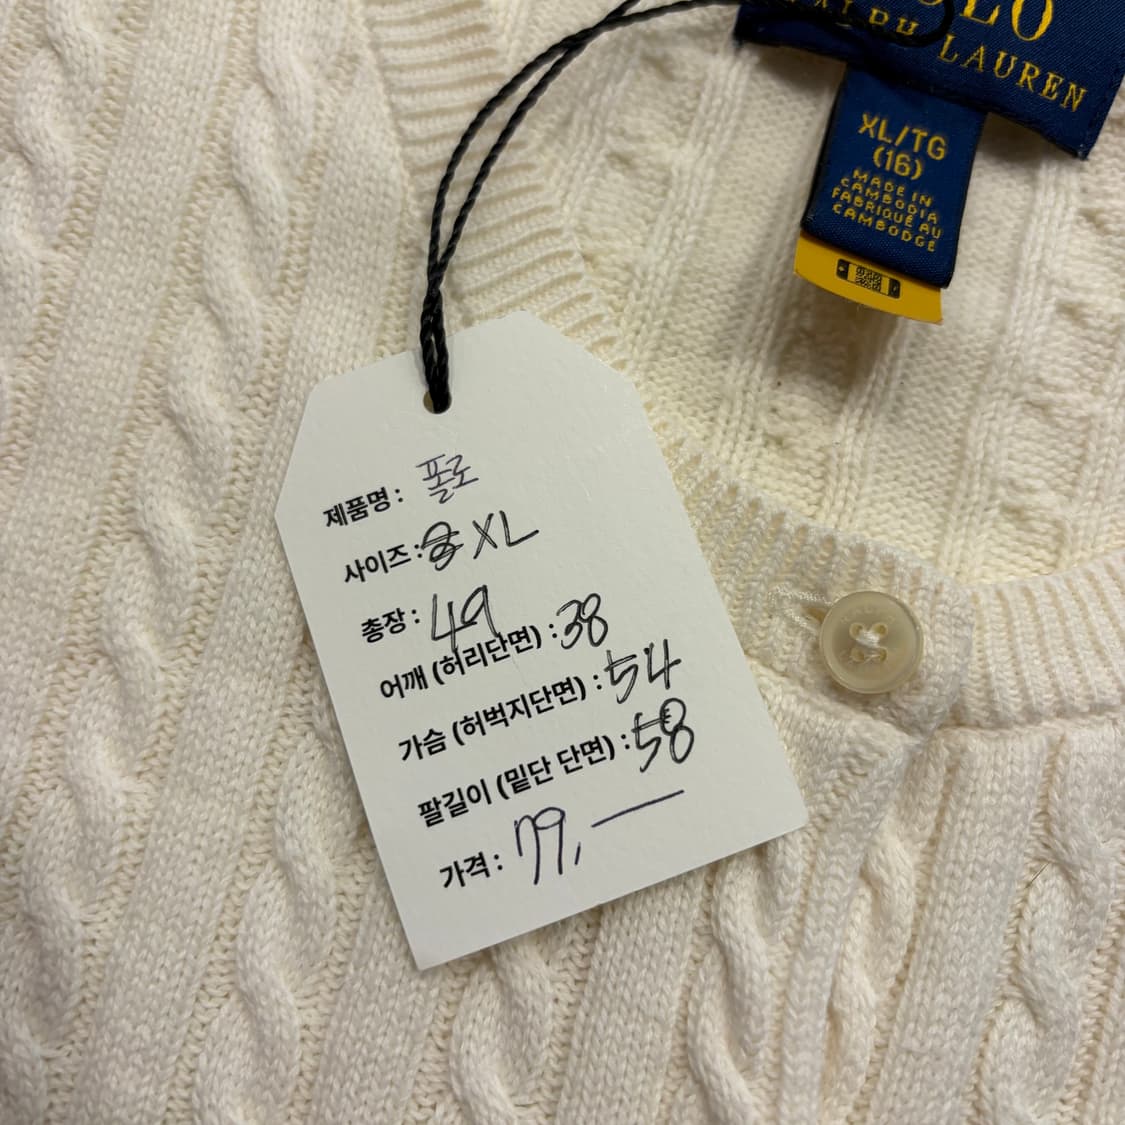 POLO
RALPH LAUREN
XL/TG
(16)
MADE IN
CAMBODIA
FABRIQUÉ AU
CAMBODGE
제품명 : 폴로
사이즈 : XL
총장 : 49
어깨 (허리단면) : 38
가슴 (허벅지단면) : 54
팔길이 (밑단 단면) : 58
가격 : 79,—